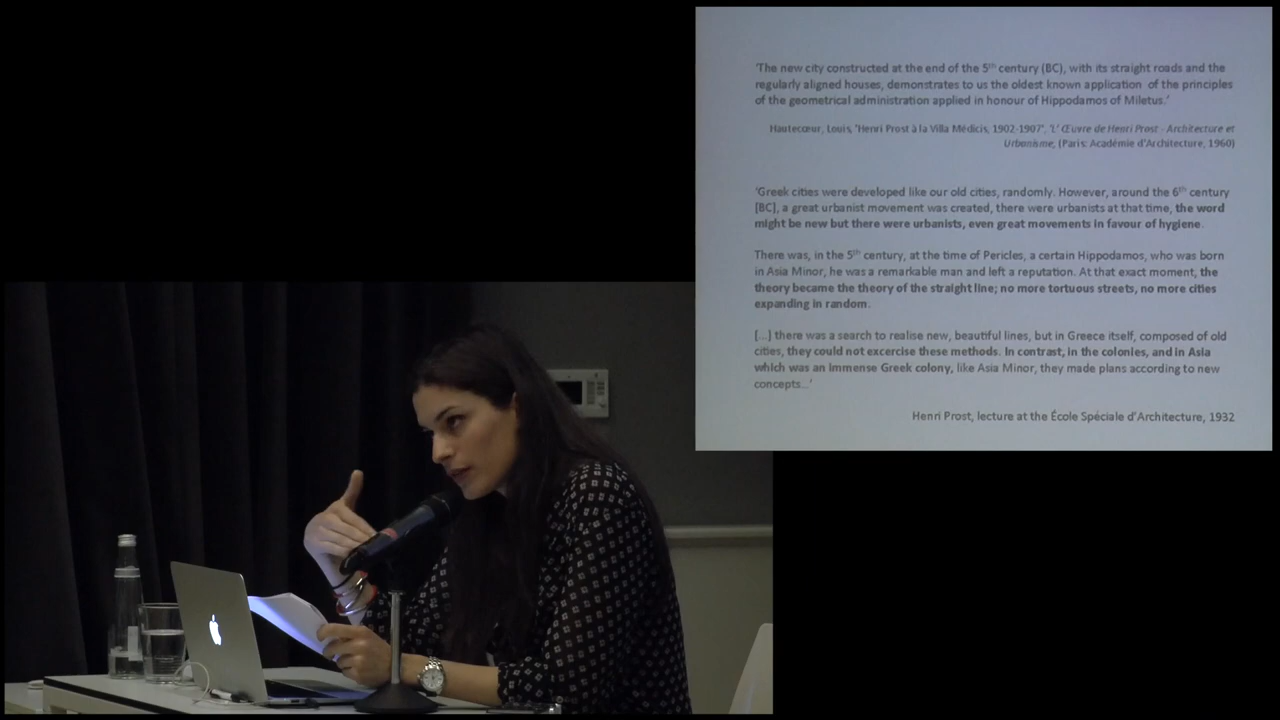 'The new city constructed at the end of the 5th century (BC), with its straight roads and the
regularly aligned houses, demonstrates to us the oldest known application of the principles
of the geometrical administration applied in honour of Hippodamos of Miletus.'
Hautecœur, Louis, 'Henri Prost à la Villa Médicis, 1902-1907', 'L' Œuvre de Henri Prost - Architecture et
Urbanisme, (Paris: Académie d'Architecture, 1960)
'Greek cities were developed like our old cities, randomly. However, around the 6th century
[BC], a great urbanist movement was created, there were urbanists at that time, the word
might be new but there were urbanists, even great movements in favour of hygiene.
There was, in the 5th century, at the time of Pericles, a certain Hippodamos, who was born
in Asia Minor, he was a remarkable man and left a reputation. At that exact moment, the
theory became the theory of the straight line; no more tortuous streets, no more cities
expanding in random.
[...] there was a search to realise new, beautiful lines, but in Greece itself, composed of old
cities, they could not excercise these methods. In contrast, in the colonies, and in Asia
which was an immense Greek colony, like Asia Minor, they made plans according to new
concepts...'
Henri Prost, lecture at the École Spéciale d'Architecture, 1932